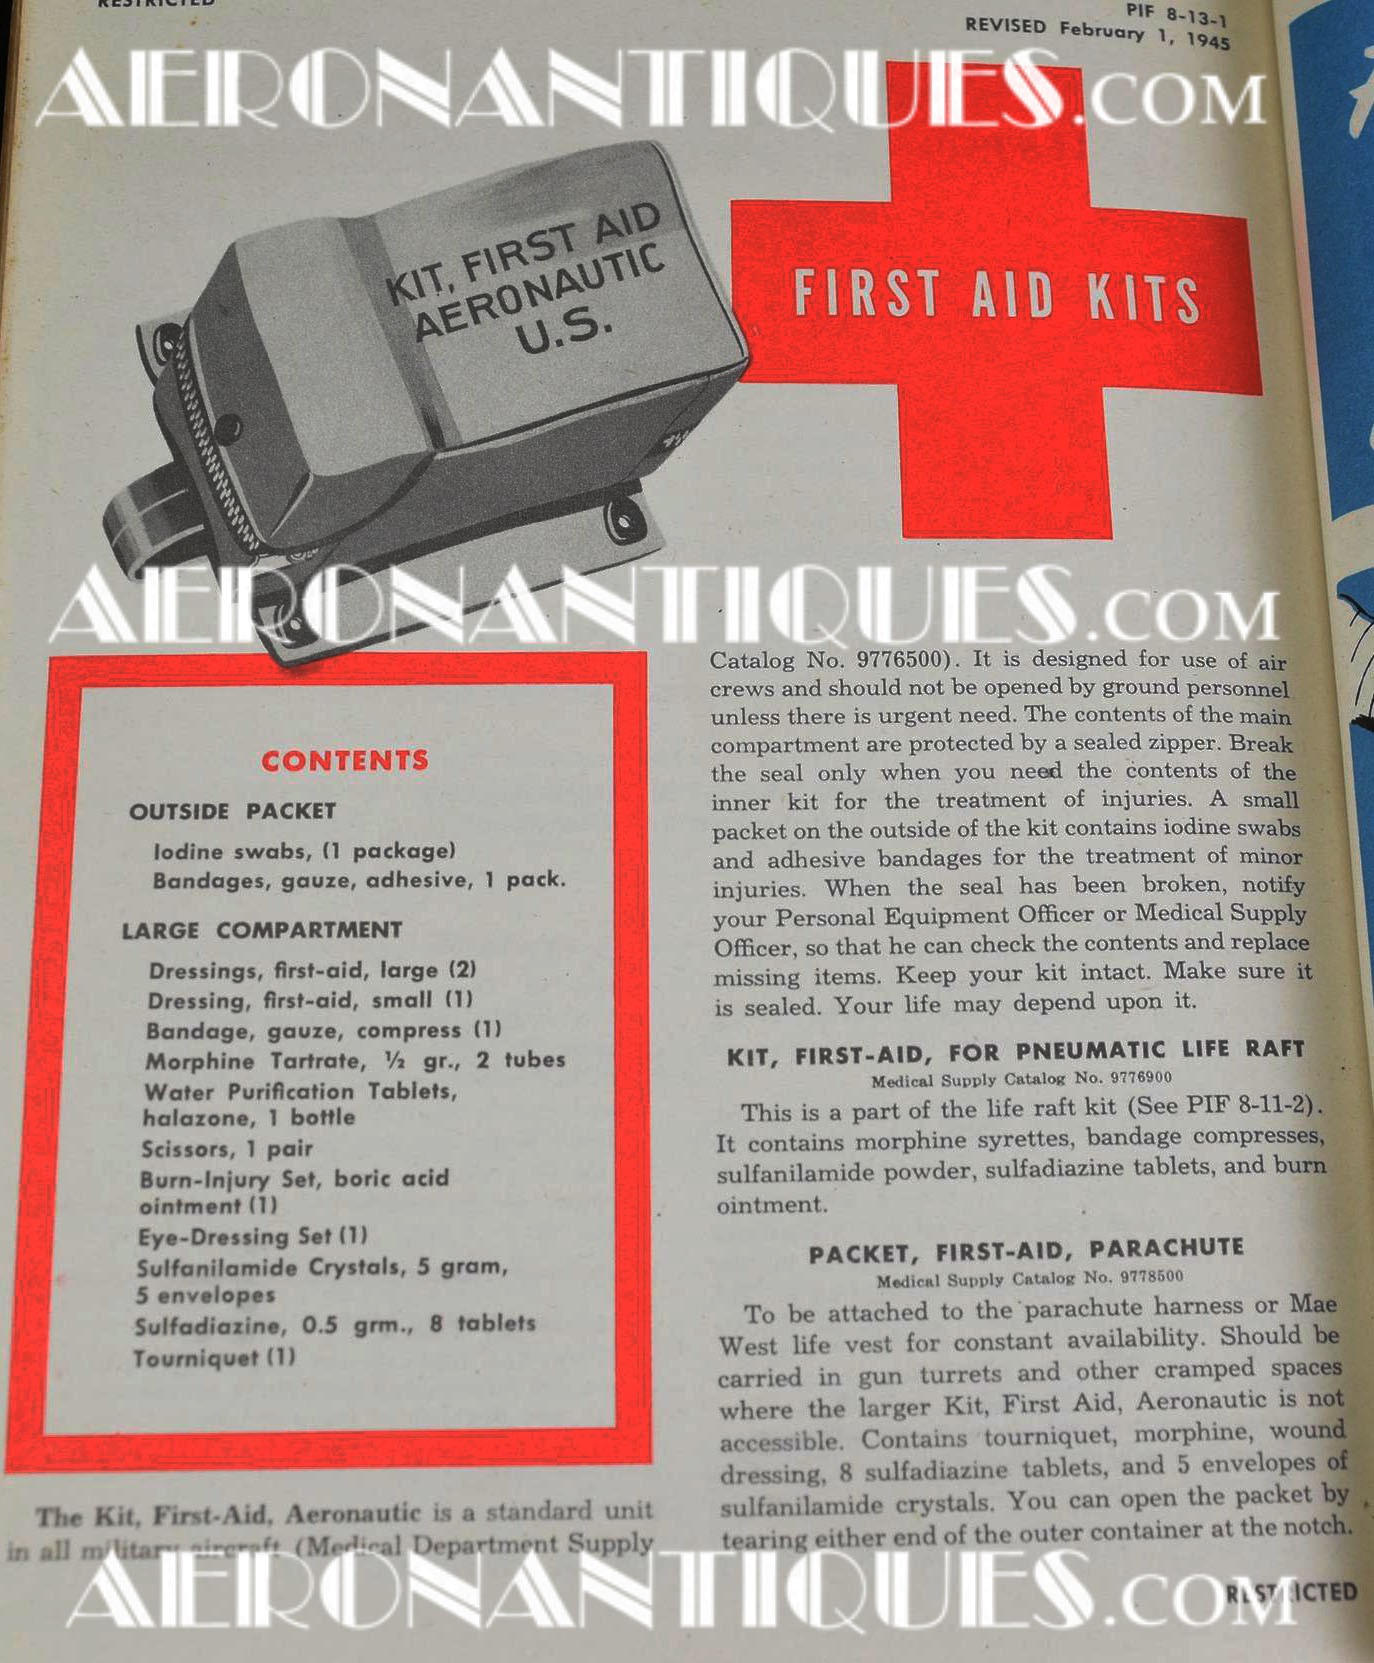 RESTRICTED
PIF 8-13-1
REVISED February 1, 1945
AERONANTIQUES.COM
KIT, FIRST AID
AERONAUTIC
U.S.
FIRST AID KITS
AERONANTIQUES.COM
CONTENTS
OUTSIDE PACKET
Iodine swabs, (1 package)
Bandages, gauze, adhesive, 1 pack.
LARGE COMPARTMENT
Dressings, first-aid, large (2)
Dressing, first-aid, small (1)
Bandage, gauze, compress (1)
Morphine Tartrate, ½ gr., 2 tubes
Water Purification Tablets,
halazone, 1 bottle
Scissors, 1 pair
Burn-Injury Set, boric acid
ointment (1)
Eye-Dressing Set (1)
Sulfanilamide Crystals, 5 gram,
5 envelopes
Sulfadiazine, 0.5 grm., 8 tablets
Tourniquet (1)
The Kit, First-Aid, Aeronautic is a standard unit
in all military aircraft (Medical Department Supply
Catalog No. 9776500). It is designed for use of air
crews and should not be opened by ground personnel
unless there is urgent need. The contents of the main
compartment are protected by a sealed zipper. Break
the seal only when you need the contents of the
inner kit for the treatment of injuries. A small
packet on the outside of the kit contains iodine swabs
and adhesive bandages for the treatment of minor
injuries. When the seal has been broken, notify
your Personal Equipment Officer or Medical Supply
Officer, so that he can check the contents and replace
missing items. Keep your kit intact. Make sure it
is sealed. Your life may depend upon it.
KIT, FIRST-AID, FOR PNEUMATIC LIFE RAFT
Medical Supply Catalog No. 9776900
This is a part of the life raft kit (See PIF 8-11-2).
It contains morphine syrettes, bandage compresses,
sulfanilamide powder, sulfadiazine tablets, and burn
ointment.
PACKET, FIRST-AID, PARACHUTE
Medical Supply Catalog No. 9778500
To be attached to the parachute harness or Mae
West life vest for constant availability. Should be
carried in gun turrets and other cramped spaces
where the larger Kit, First Aid, Aeronautic is not
accessible. Contains tourniquet, morphine, wound
dressing, 8 sulfadiazine tablets, and 5 envelopes of
sulfanilamide crystals. You can open the packet by
tearing either end of the outer container at the notch.
AERONANTIQUES.COM
RESTRICTED